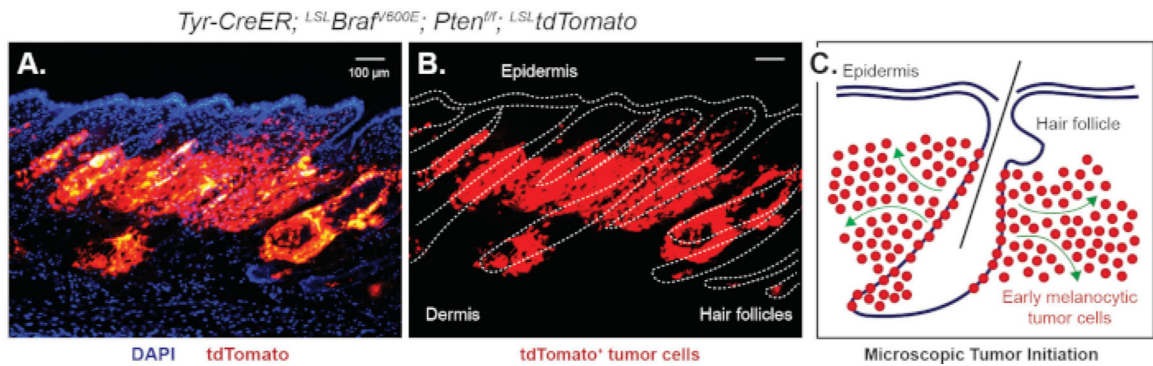 Tyr-CreER; LSLBrafV600E; Ptenf/f; LSLtdTomato
A.
100 µm
Epidermis
Dermis
Hair follicles
B.
C.
Epidermis
Hair follicle
Early melanocytic
tumor cells
DAPI tdTomato
tdTomato+ tumor cells
Microscopic Tumor Initiation